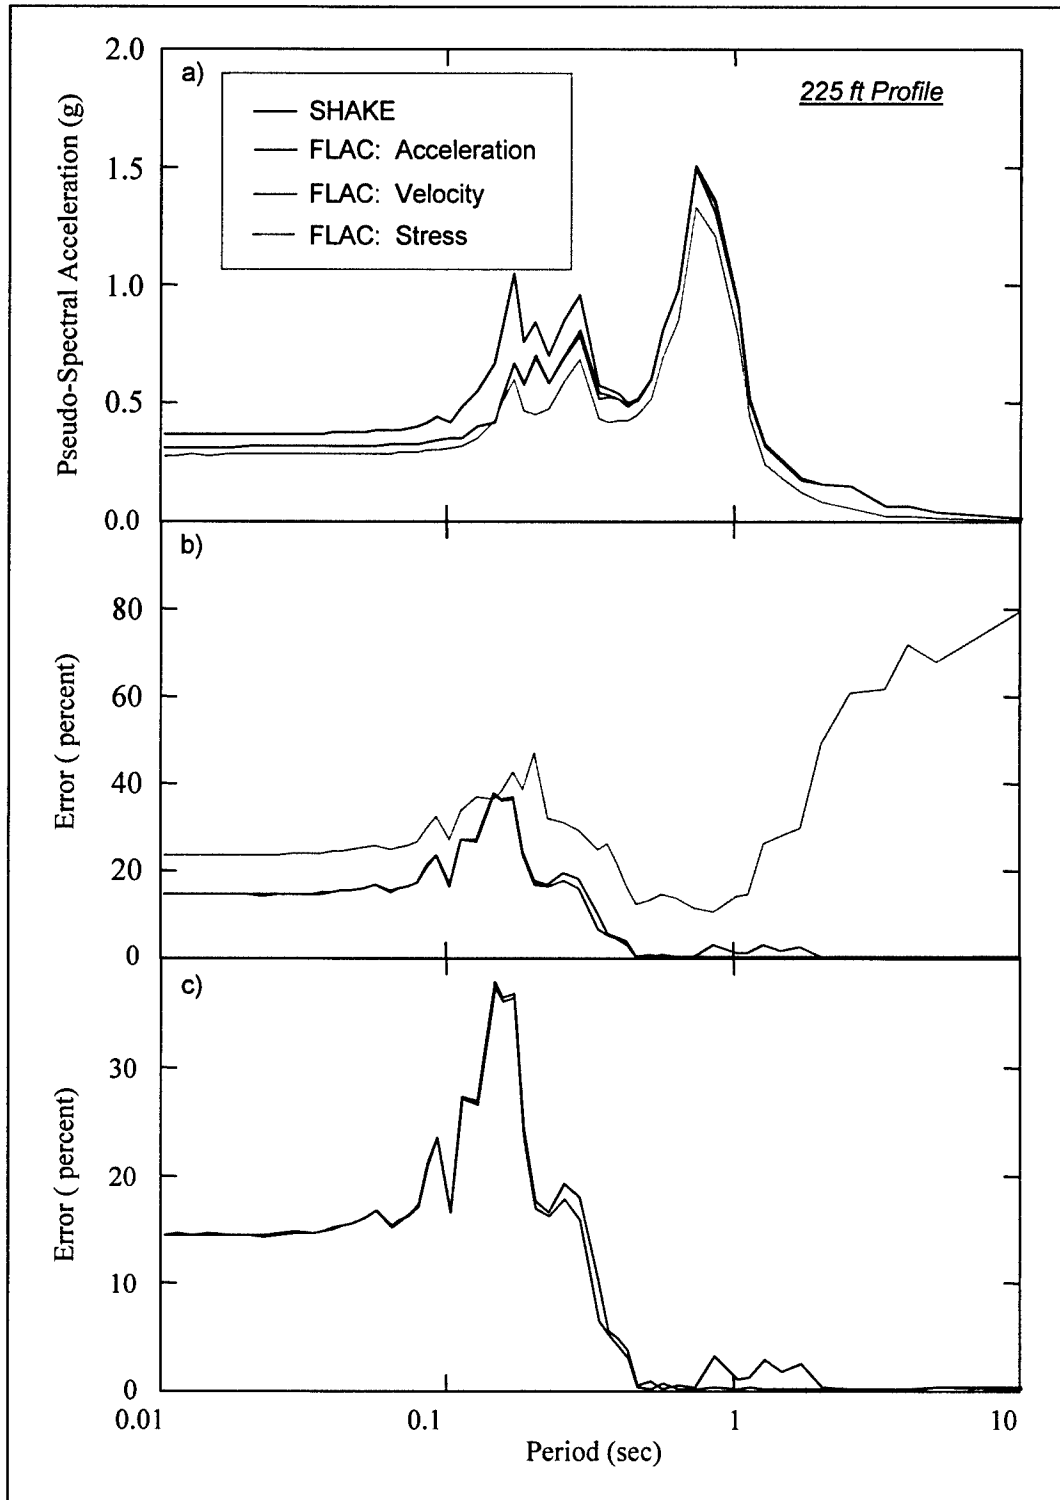 2.0
a)
225 ft Profile
SHAKE
FLAC: Acceleration
FLAC: Velocity
FLAC: Stress
1.5
1.0
0.5
0.0
Pseudo-Spectral Acceleration (g)
b)
80
60
40
20
0
Error ( percent)
c)
30
20
10
0
Error ( percent)
0.01
0.1
1
10
Period (sec)